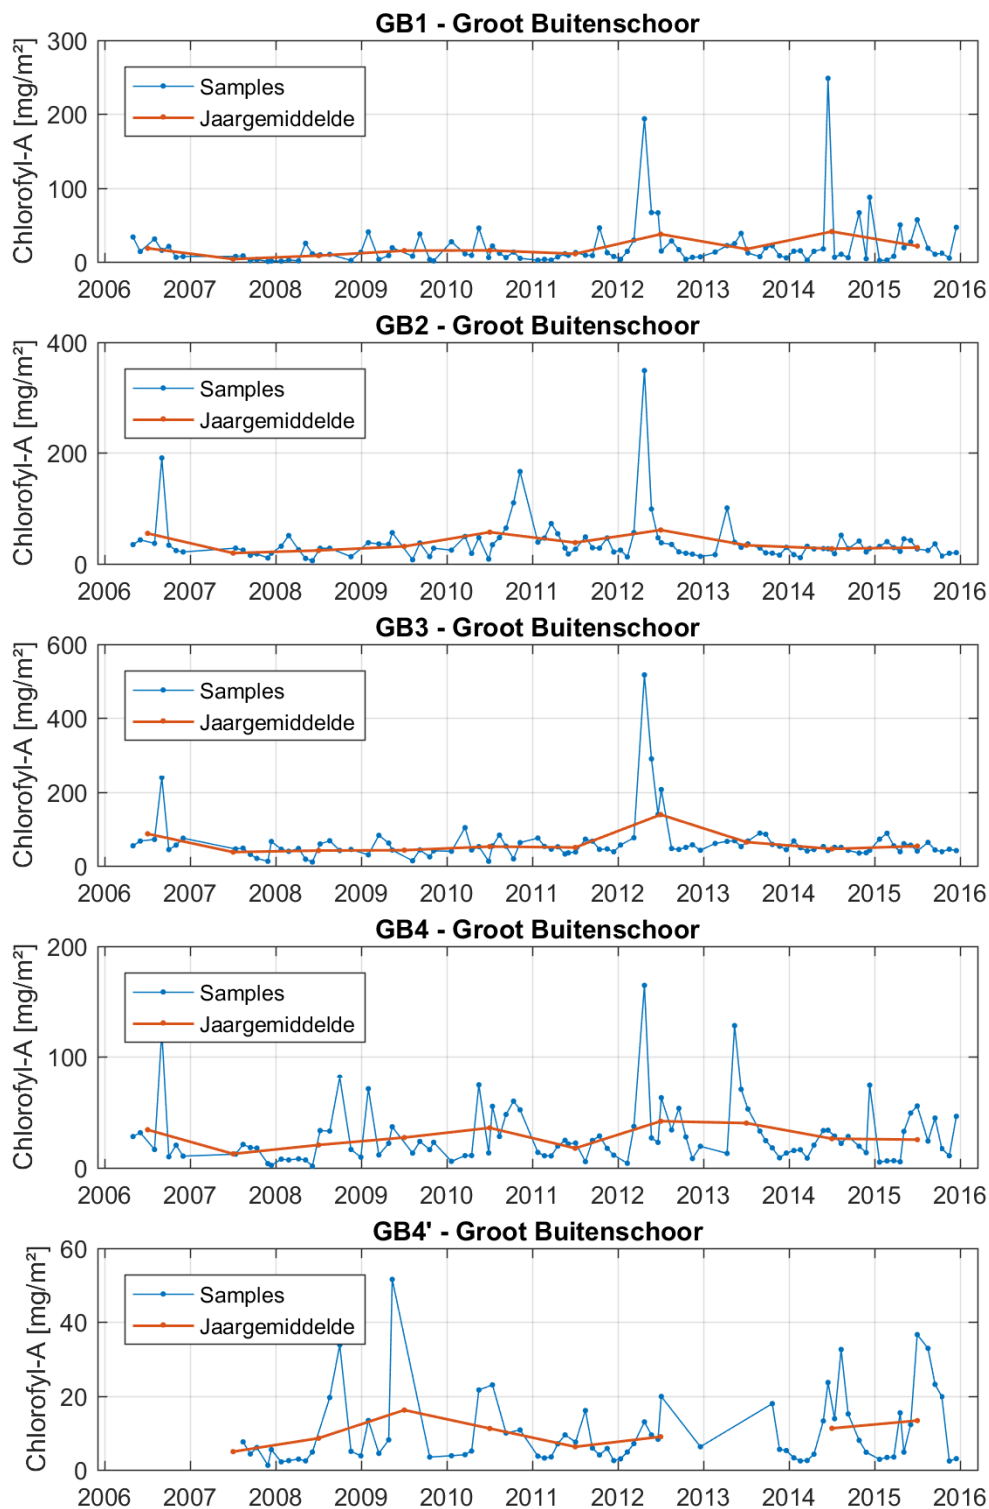 GB1 - Groot Buitenschoor
Chlorofyl-A [mg/m²]
300
200
100
0
Samples
Jaargemiddelde
2006 2007 2008 2009 2010 2011 2012 2013 2014 2015 2016
GB2 - Groot Buitenschoor
Chlorofyl-A [mg/m²]
400
200
0
Samples
Jaargemiddelde
2006 2007 2008 2009 2010 2011 2012 2013 2014 2015 2016
GB3 - Groot Buitenschoor
Chlorofyl-A [mg/m²]
600
400
200
0
Samples
Jaargemiddelde
2006 2007 2008 2009 2010 2011 2012 2013 2014 2015 2016
GB4 - Groot Buitenschoor
Chlorofyl-A [mg/m²]
200
100
0
Samples
Jaargemiddelde
2006 2007 2008 2009 2010 2011 2012 2013 2014 2015 2016
GB4' - Groot Buitenschoor
Chlorofyl-A [mg/m²]
60
40
20
0
Samples
Jaargemiddelde
2006 2007 2008 2009 2010 2011 2012 2013 2014 2015 2016